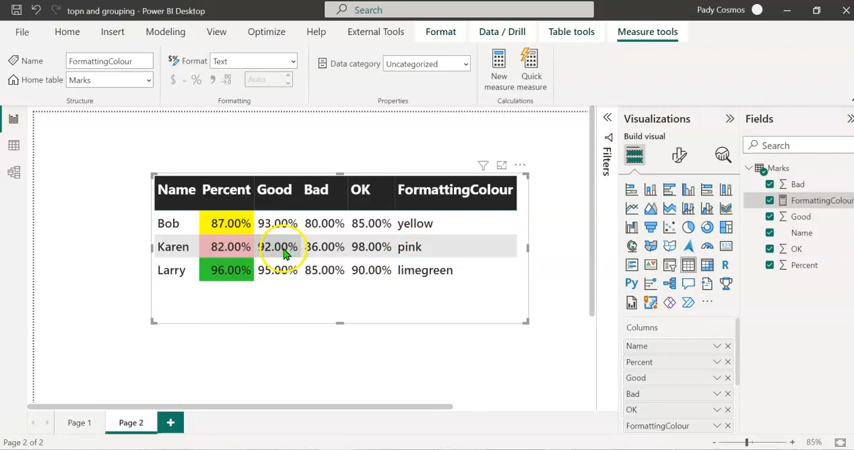 topn and grouping - Power BI Desktop
Search
Pady Cosmos
File Home Insert Modeling View Optimize Help External Tools Format Data / Drill Table tools Measure tools
Name FormattingColour
Home table Marks
Structure
Format Text
$ % Auto
Formatting
Data category Uncategorized
Properties
New measure
Quick measure
Calculations
Name Percent Good Bad OK FormattingColour
Bob 87.00% 93.00% 80.00% 85.00% yellow
Karen 82.00% 92.00% 86.00% 98.00% pink
Larry 96.00% 95.00% 85.00% 90.00% limegreen
Filters
Visualizations
Build visual
R
Py
Columns
Name
Percent
Good
Bad
OK
FormattingColour
Fields
Search
Marks
Bad
FormattingColour
Good
Name
OK
Percent
Page 1
Page 2
Page 2 of 2
85%